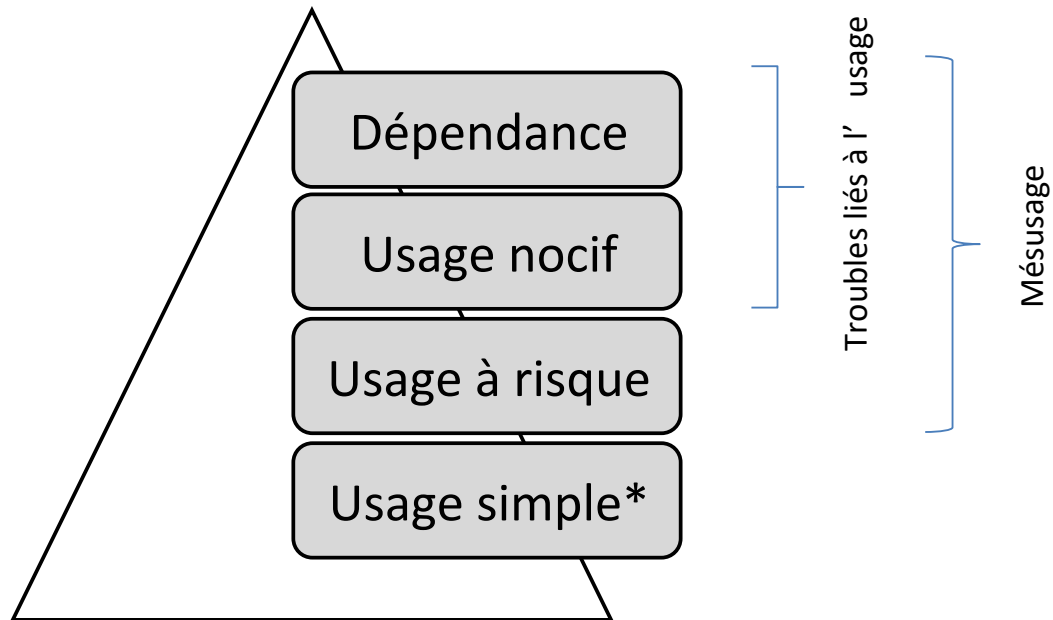 Dépendance
Usage nocif
Usage à risque
Usage simple*
Troubles liés à l’ usage
Mésusage